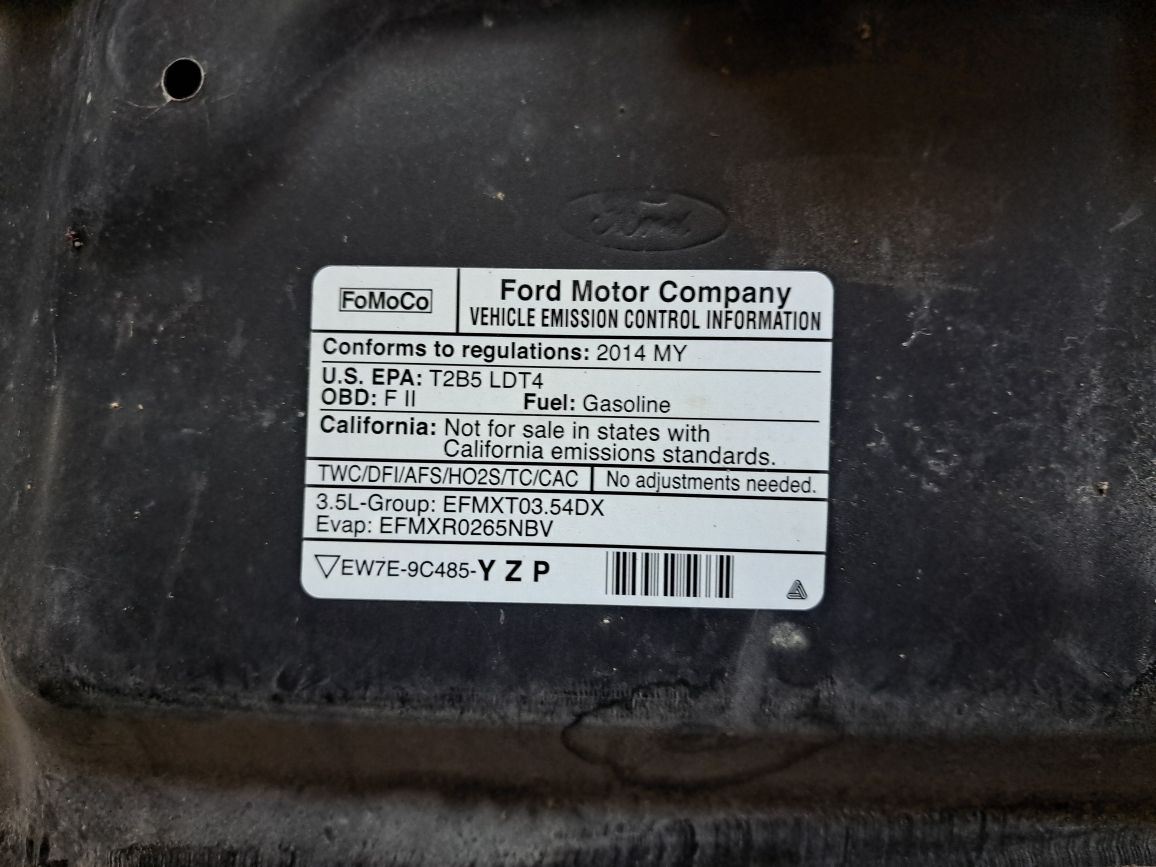 Ford
FoMoCo
Ford Motor Company
VEHICLE EMISSION CONTROL INFORMATION
Conforms to regulations: 2014 MY
U.S. EPA: T2B5 LDT4
OBD: F II Fuel: Gasoline
California: Not for sale in states with
California emissions standards.
TWC/DFI/AFS/HO2S/TC/CAC No adjustments needed.
3.5L-Group: EFMXT03.54DX
Evap: EFMXR0265NBV
▽EW7E-9C485-Y Z P